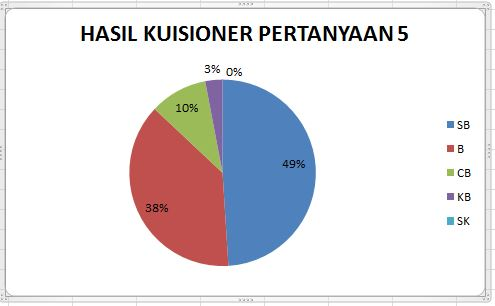 HASIL KUISIONER PERTANYAAN 5
3%
0%
10%
49%
38%
SB
B
CB
KB
SK